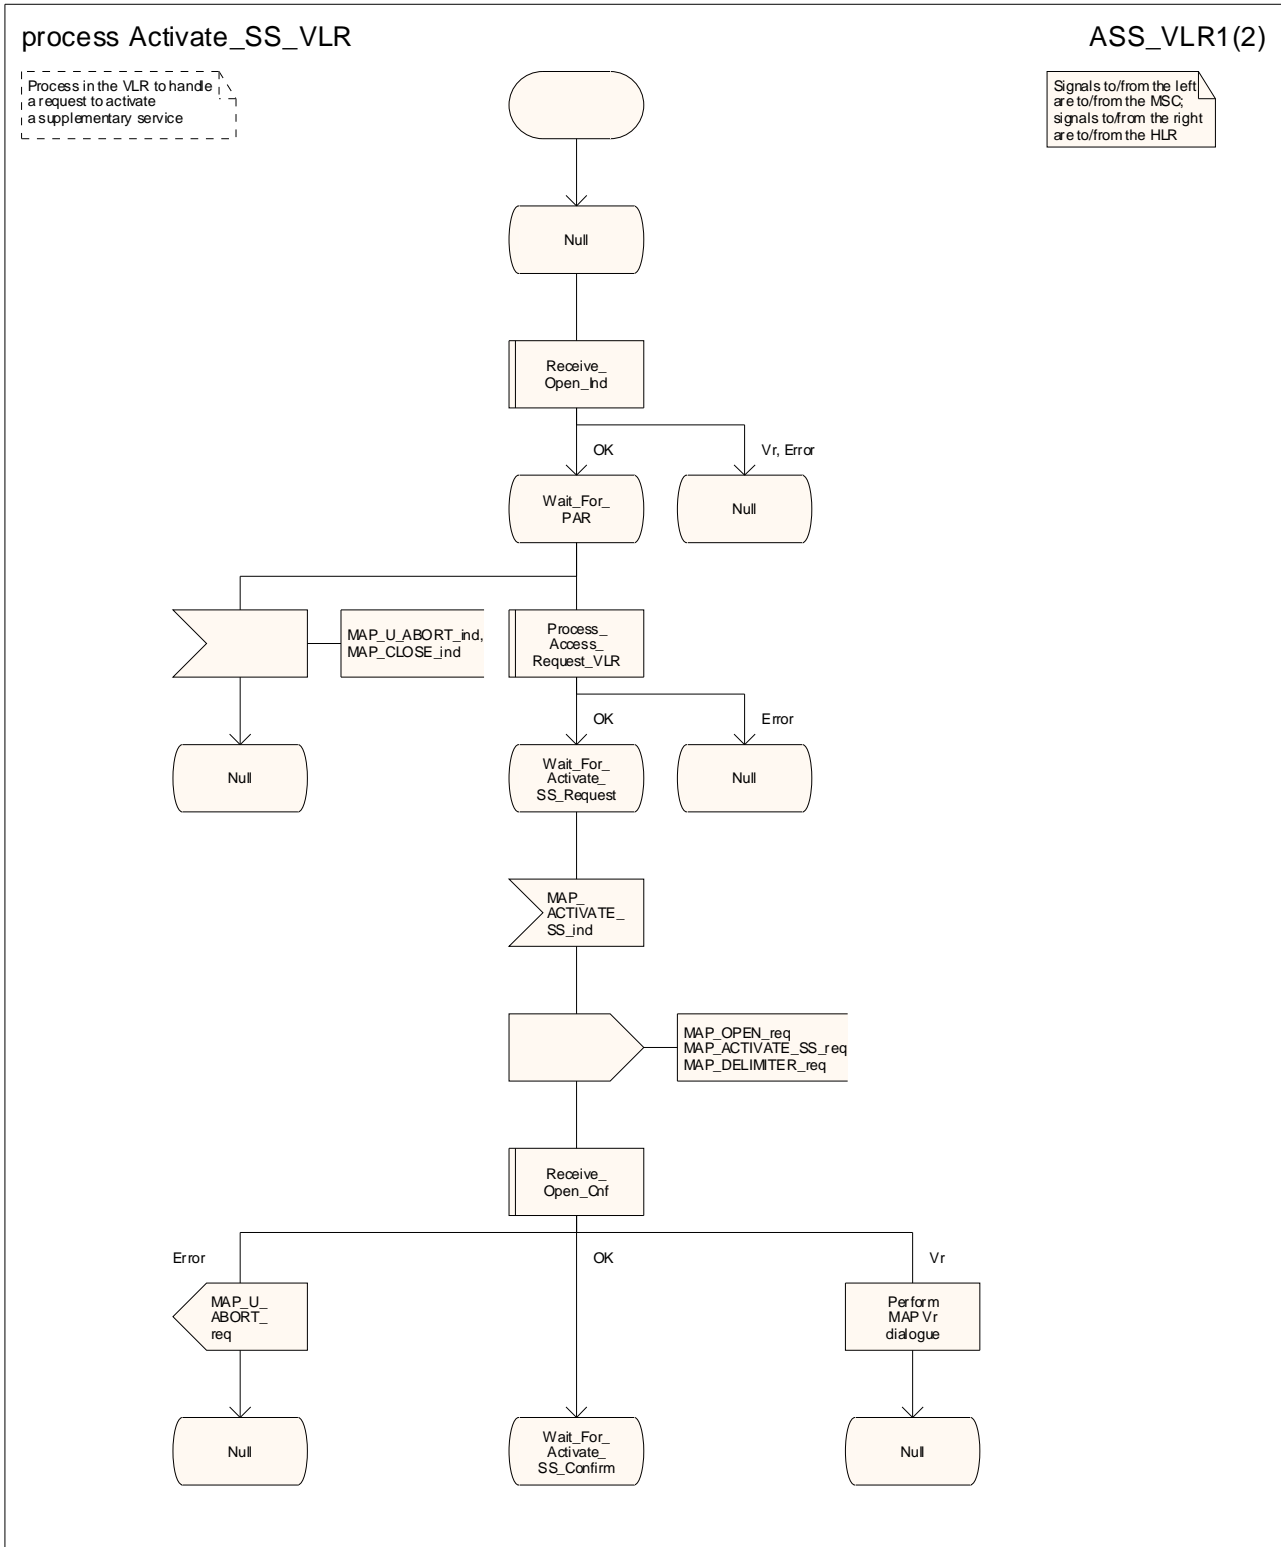 process Activate_SS_VLR
ASS_VLR1(2)
Process in the VLR to handle
a request to activate
a supplementary service
Signals to/from the left
are to/from the MSC;
signals to/from the right
are to/from the HLR
Null
Receive_
Open_Ind
OK
Vr, Error
Wait_For_
PAR
Null
MAP_U_ABORT_ind,
MAP_CLOSE_ind
Process_
Access_
Request_VLR
OK
Error
Null
Wait_For_
Activate_
SS_Request
Null
MAP_
ACTIVATE_
SS_ind
MAP_OPEN_req
MAP_ACTIVATE_SS_req
MAP_DELIMITER_req
Receive_
Open_Cnf
Error
OK
Vr
MAP_U_
ABORT_
req
Perform
MAP Vr
dialogue
Null
Wait_For_
Activate_
SS_Confirm
Null